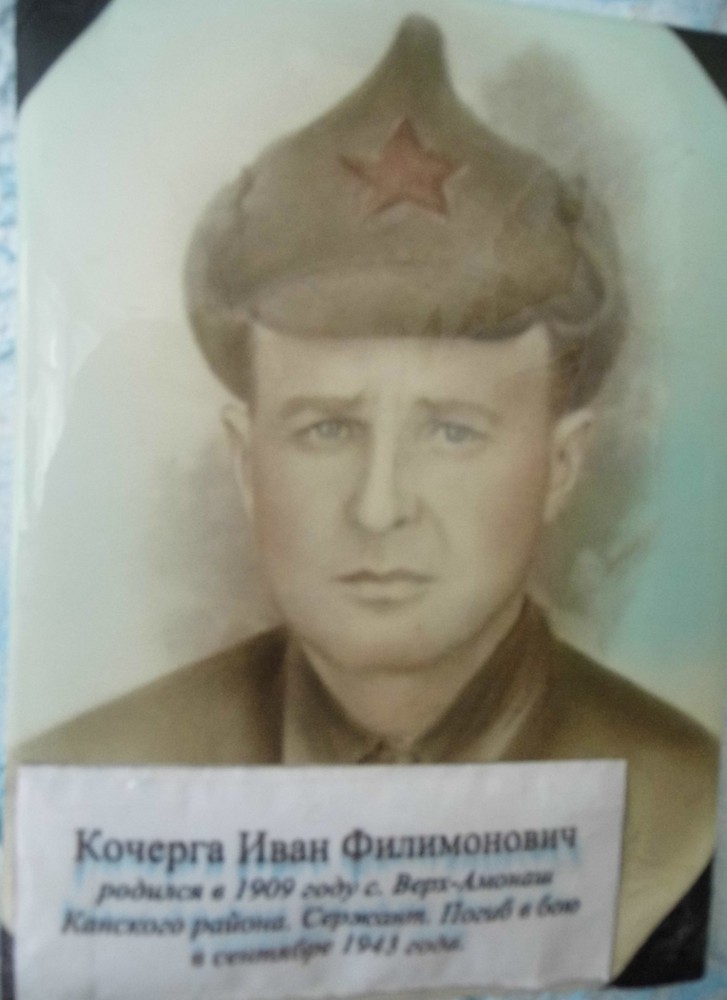 Кочерга Иван Филимонович
родился в 1909 году с. Верх-Амонаш
Канского района. Сержант. Погиб в бою
в сентябре 1943 года.